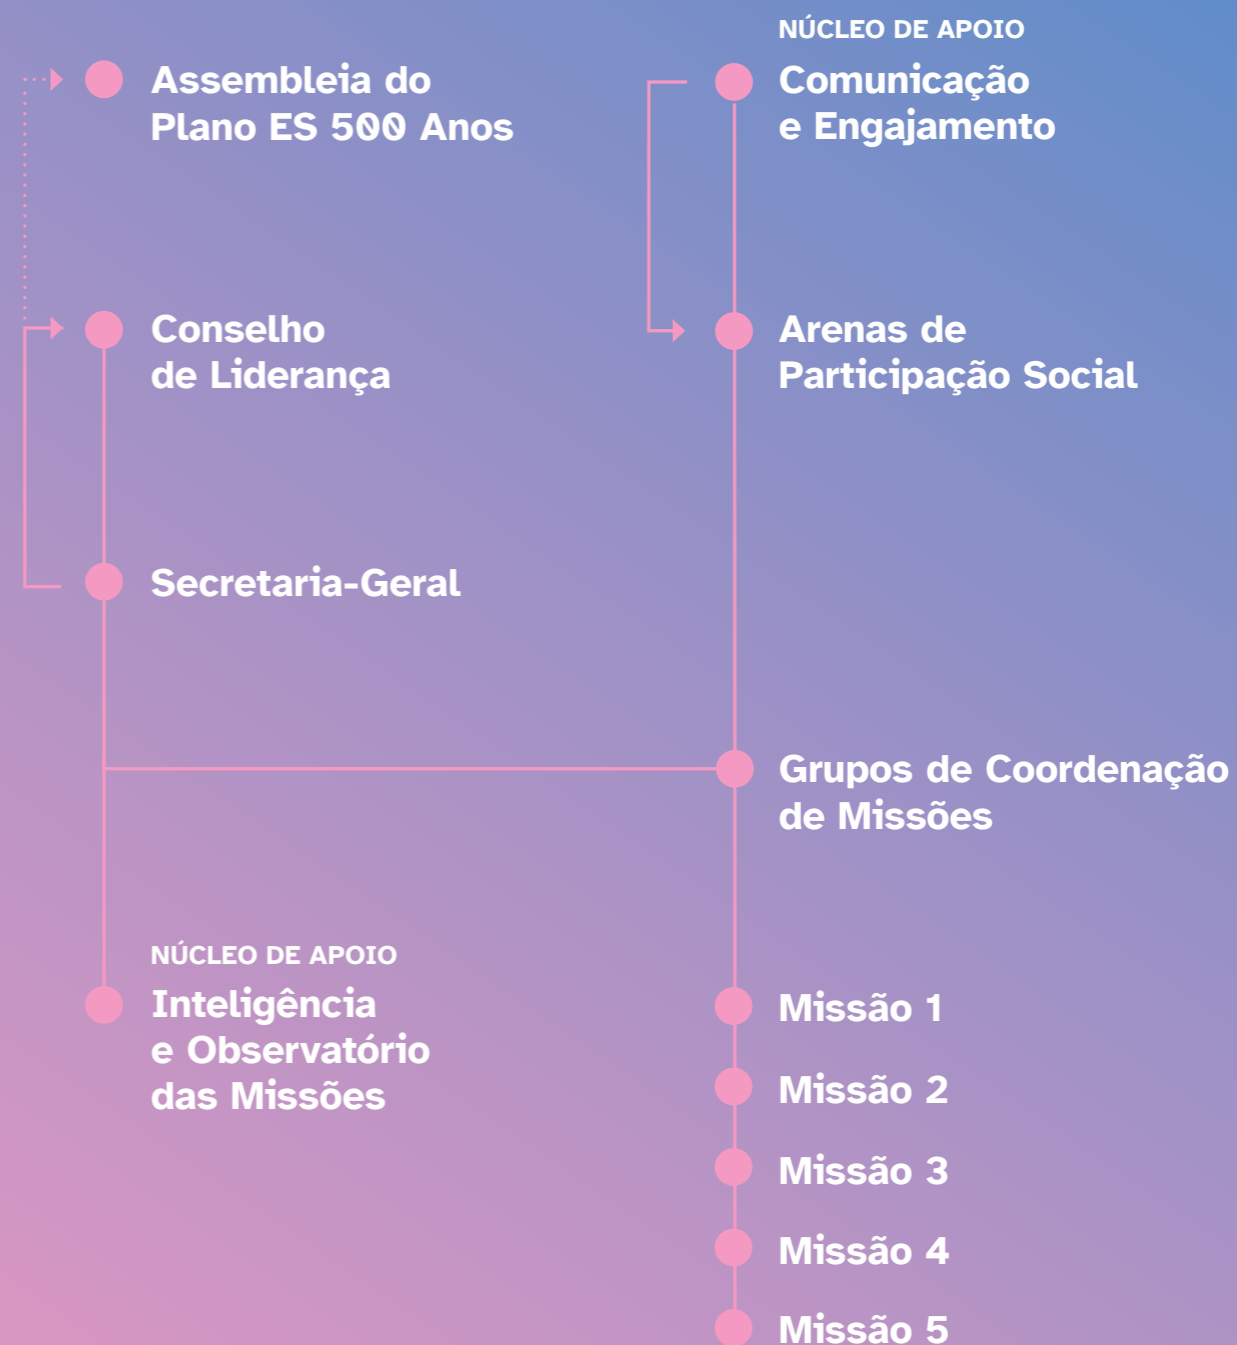 Assembleia do
Plano ES 500 Anos
Conselho
de Liderança
Secretaria-Geral
NÚCLEO DE APOIO
Inteligência
e Observatório
das Missões
NÚCLEO DE APOIO
Comunicação
e Engajamento
Arenas de
Participação Social
Grupos de Coordenação
de Missões
Missão 1
Missão 2
Missão 3
Missão 4
Missão 5